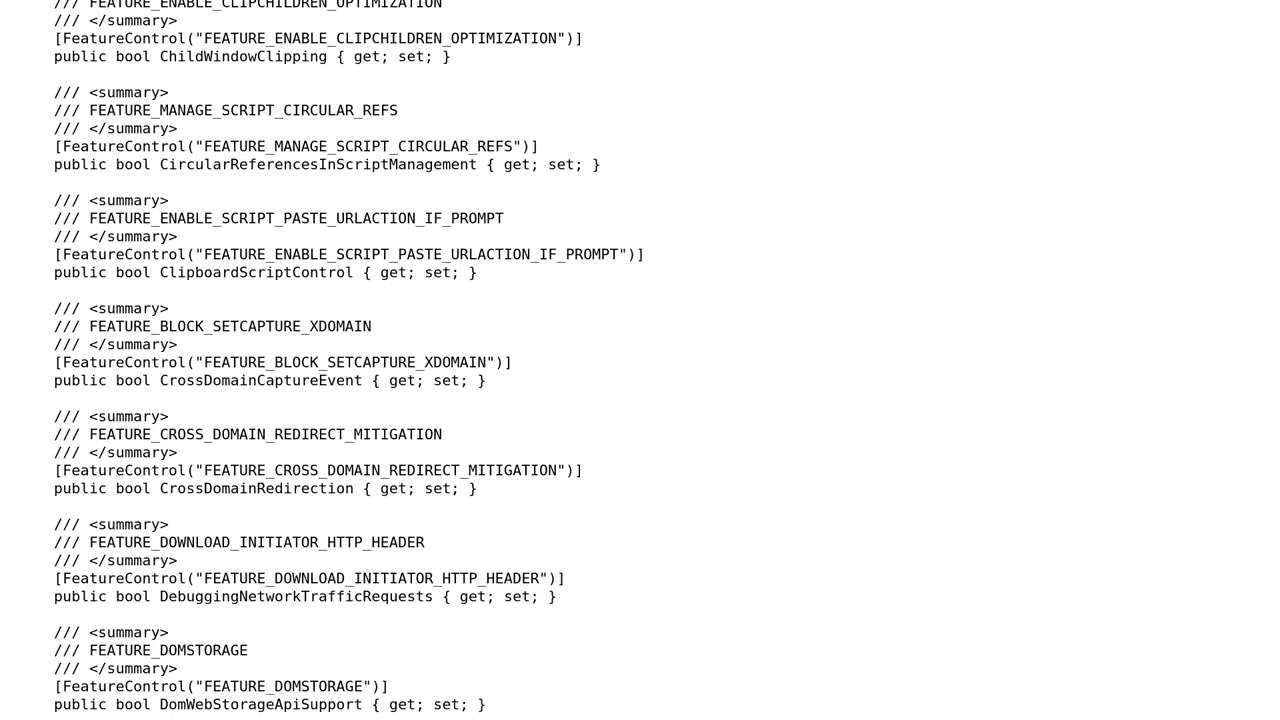 /// FEATURE_ENABLE_CLIPCHILDREN_OPTIMIZATION
/// </summary>
[FeatureControl("FEATURE_ENABLE_CLIPCHILDREN_OPTIMIZATION")]
public bool ChildWindowClipping { get; set; }
/// <summary>
/// FEATURE_MANAGE_SCRIPT_CIRCULAR_REFS
/// </summary>
[FeatureControl("FEATURE_MANAGE_SCRIPT_CIRCULAR_REFS")]
public bool CircularReferencesInScriptManagement { get; set; }
/// <summary>
/// FEATURE_ENABLE_SCRIPT_PASTE_URLACTION_IF_PROMPT
/// </summary>
[FeatureControl("FEATURE_ENABLE_SCRIPT_PASTE_URLACTION_IF_PROMPT")]
public bool ClipboardScriptControl { get; set; }
/// <summary>
/// FEATURE_BLOCK_SETCAPTURE_XDOMAIN
/// </summary>
[FeatureControl("FEATURE_BLOCK_SETCAPTURE_XDOMAIN")]
public bool CrossDomainCaptureEvent { get; set; }
/// <summary>
/// FEATURE_CROSS_DOMAIN_REDIRECT_MITIGATION
/// </summary>
[FeatureControl("FEATURE_CROSS_DOMAIN_REDIRECT_MITIGATION")]
public bool CrossDomainRedirection { get; set; }
/// <summary>
/// FEATURE_DOWNLOAD_INITIATOR_HTTP_HEADER
/// </summary>
[FeatureControl("FEATURE_DOWNLOAD_INITIATOR_HTTP_HEADER")]
public bool DebuggingNetworkTrafficRequests { get; set; }
/// <summary>
/// FEATURE_DOMSTORAGE
/// </summary>
[FeatureControl("FEATURE_DOMSTORAGE")]
public bool DomWebStorageApiSupport { get; set; }